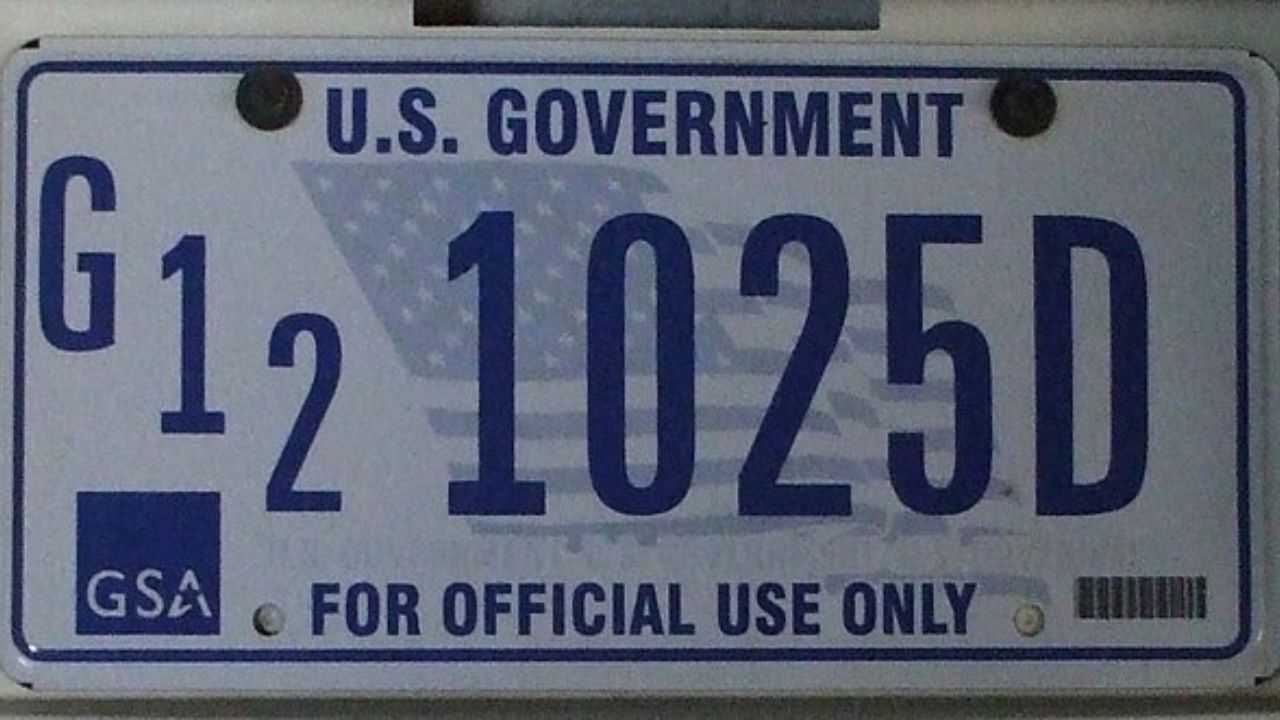 U.S. GOVERNMENT
G12 1025D
GSA
FOR OFFICIAL USE ONLY